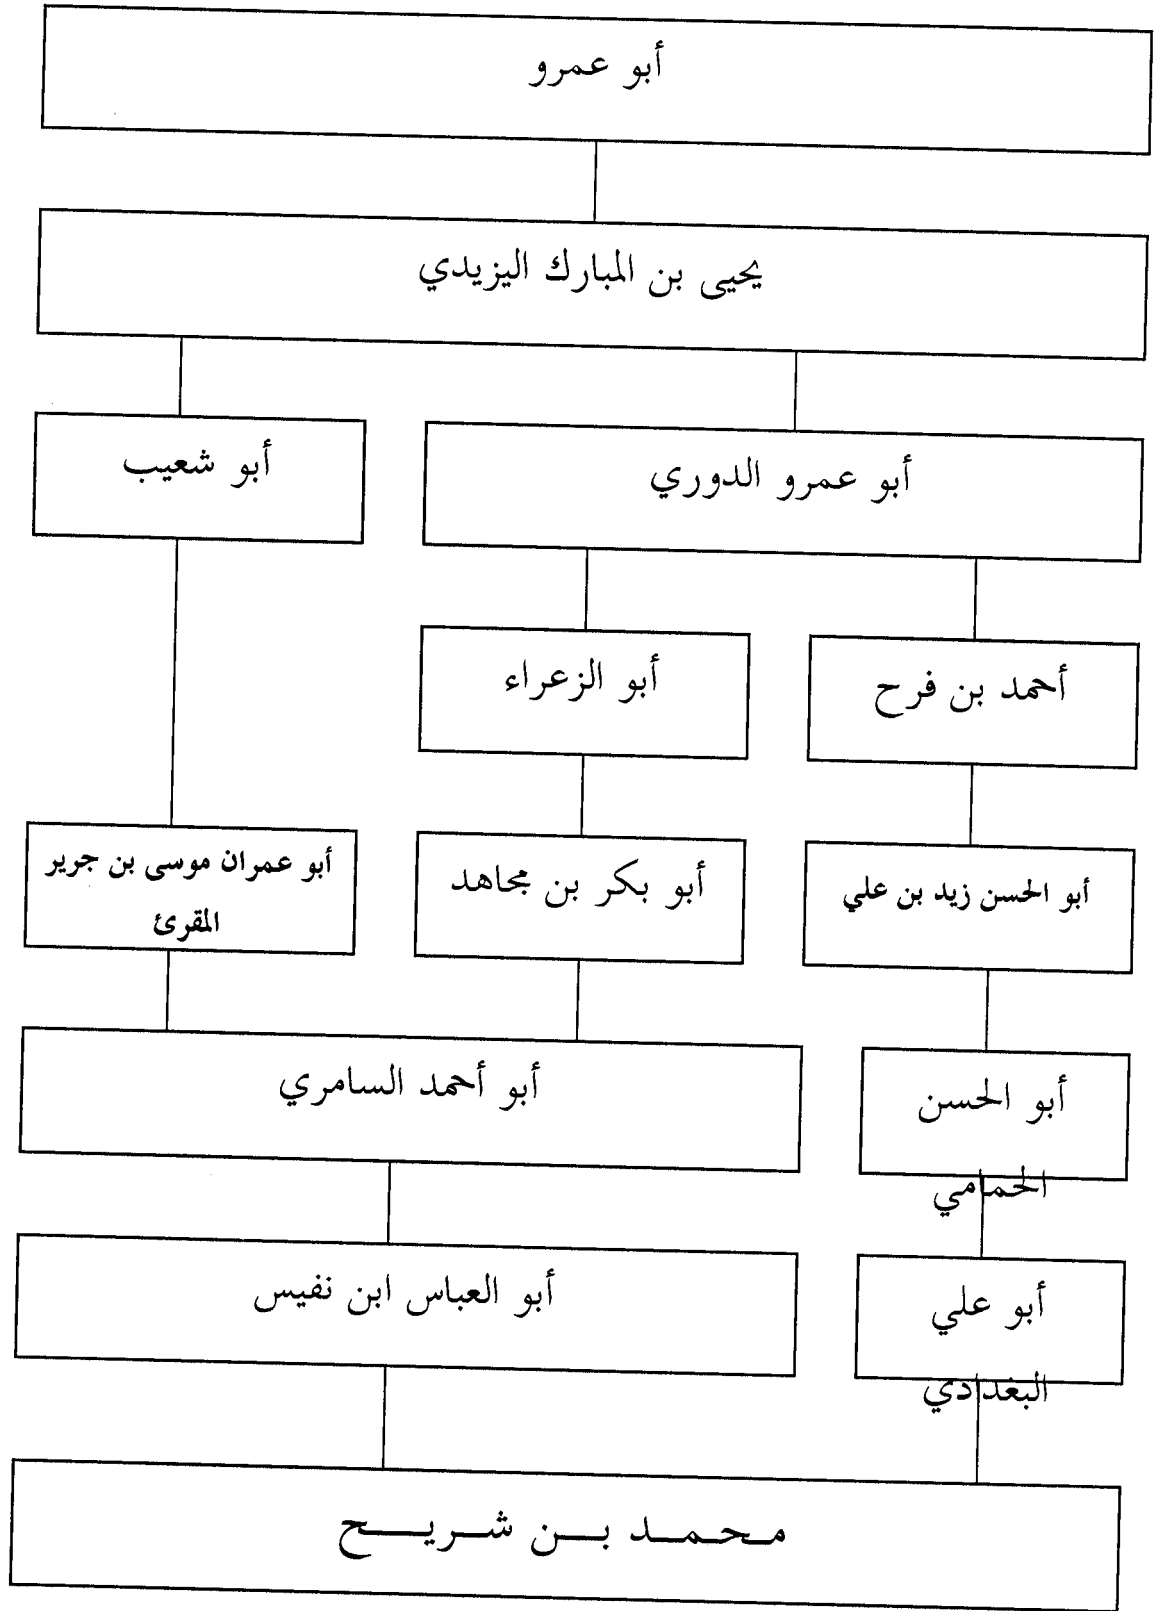 أبو عمرو
يحيى بن المبارك اليزيدي
أبو عمرو الدوري
أبو شعيب
أحمد بن فرح
أبو الزعراء
أبو الحسن زيد بن علي
أبو بكر بن مجاهد
أبو عمران موسى بن جرير
المقرئ
أبو الحسن
الحمامي
أبو أحمد السامري
أبو علي
البغدادي
أبو العباس ابن نفيس
محمد بن شريح